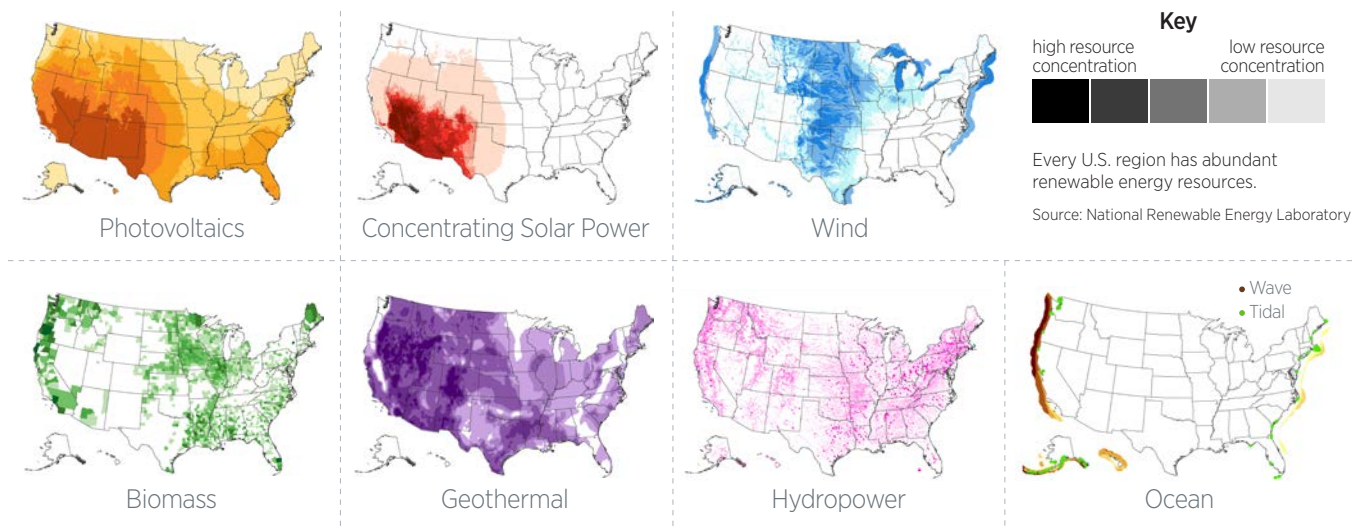 Photovoltaics
Concentrating Solar Power
Wind
Key
high resource
concentration
low resource
concentration
Every U.S. region has abundant
renewable energy resources.
Source: National Renewable Energy Laboratory
Biomass
Geothermal
Hydropower
• Wave
• Tidal
Ocean